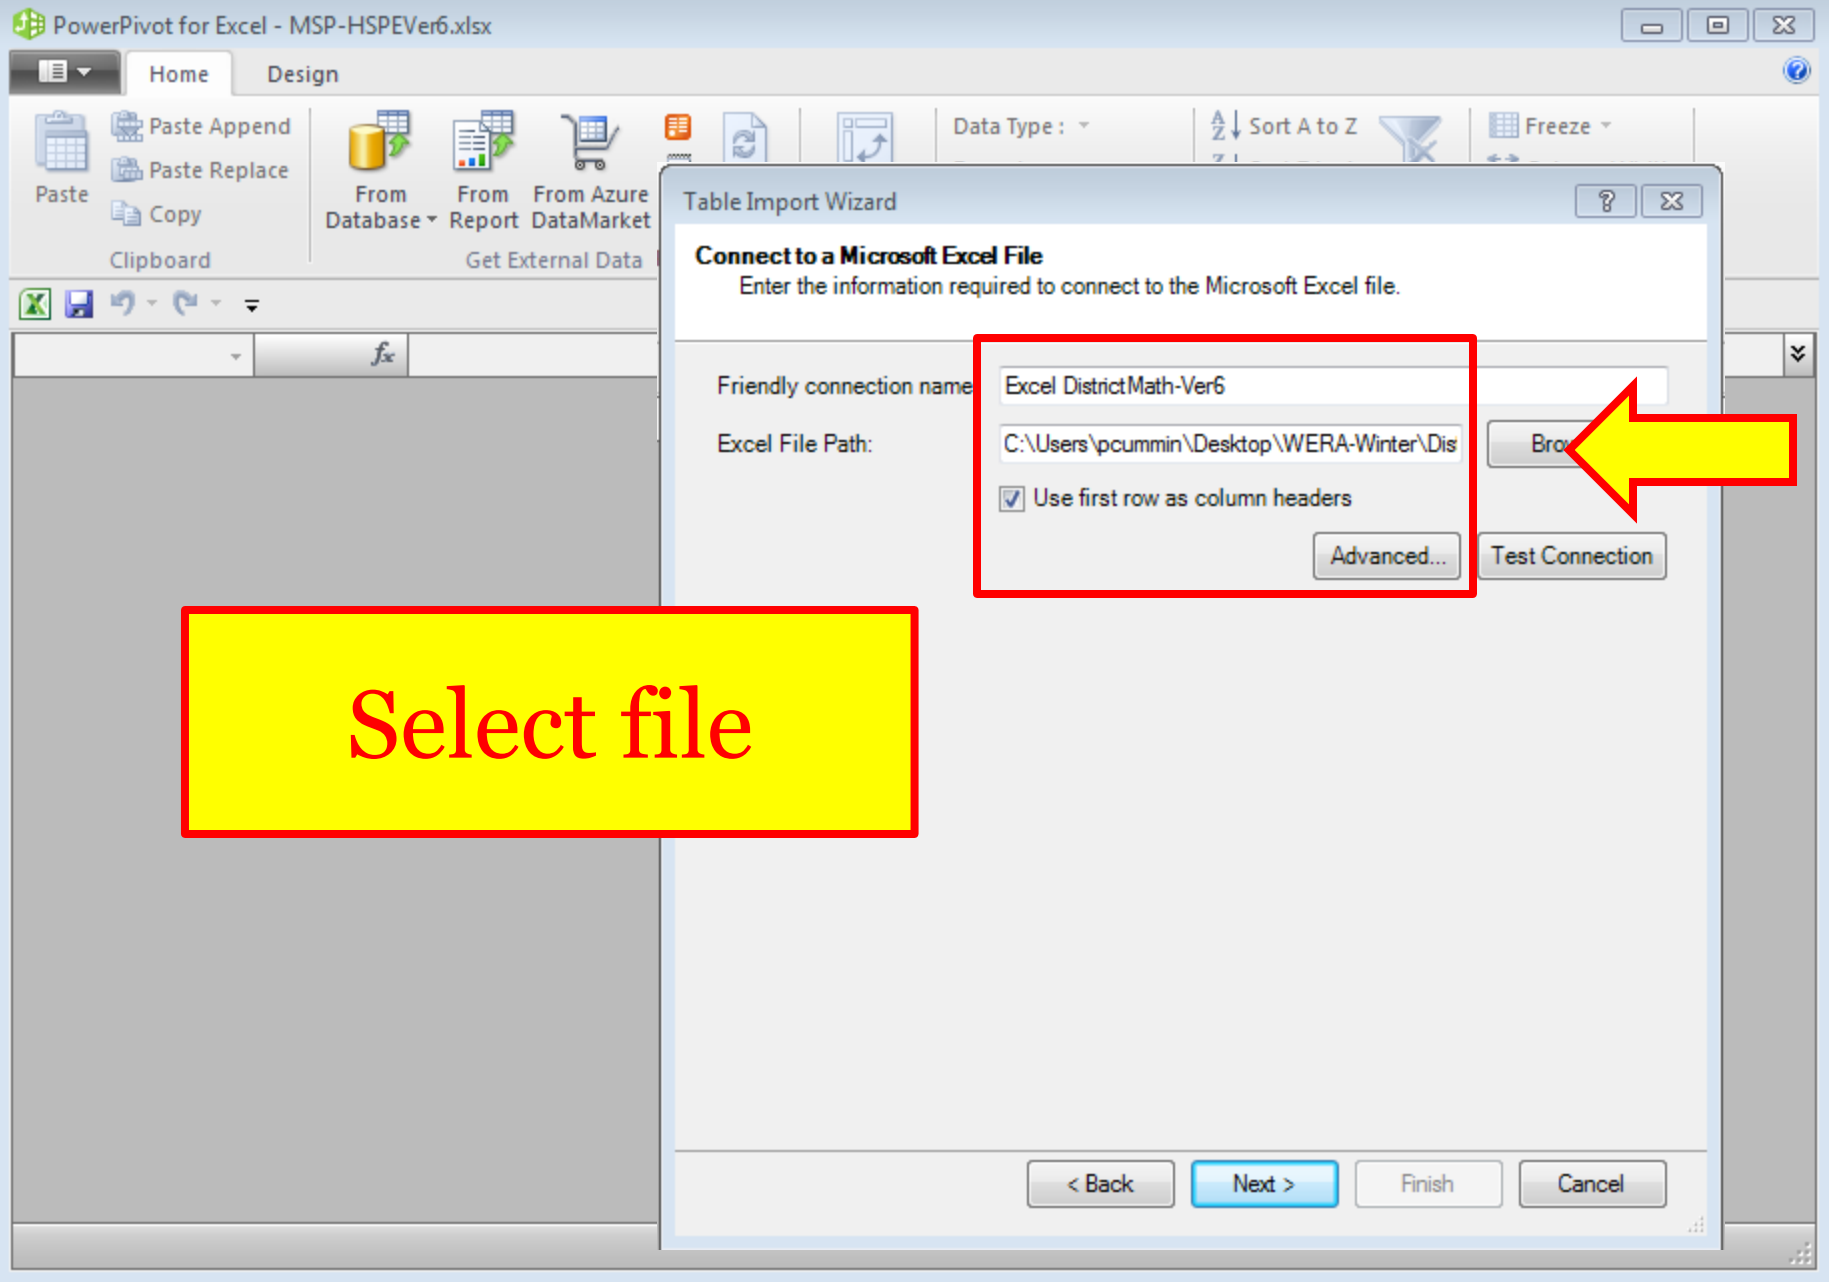 PowerPivot for Excel - MSP-HSPEVer6.xlsx
Home Design
Paste
Paste Append
Paste Replace
Copy
Clipboard
From Database
From Report
From Azure DataMarket
Get External Data
Data Type :
Sort A to Z
Freeze
fx
Table Import Wizard
Connect to a Microsoft Excel File
Enter the information required to connect to the Microsoft Excel file.
Friendly connection name
Excel DistrictMath-Ver6
Excel File Path:
C:\Users\pcummin\Desktop\WERA-Winter\Dis
Use first row as column headers
Advanced...
Test Connection
Select file
< Back
Next >
Finish
Cancel